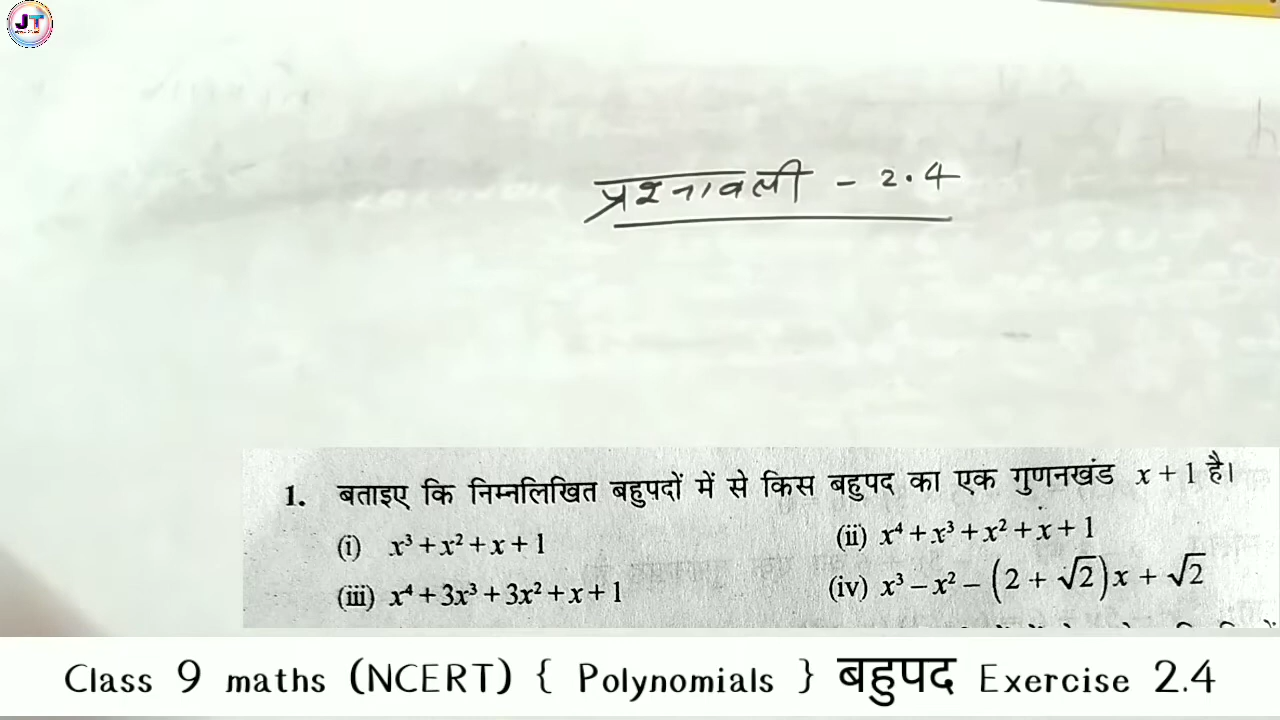 JT
प्रश्नावली - 2.4
1. बताइए कि निम्नलिखित बहुपदों में से किस बहुपद का एक गुणनखंड x + 1 है।
(i) x³ + x² + x + 1 (ii) x⁴ + x³ + x² + x + 1
(iii) x⁴ + 3x³ + 3x² + x + 1 (iv) x³ – x² – (2 + √2)x + √2
Class 9 maths (NCERT) { Polynomials } बहुपद Exercise 2.4